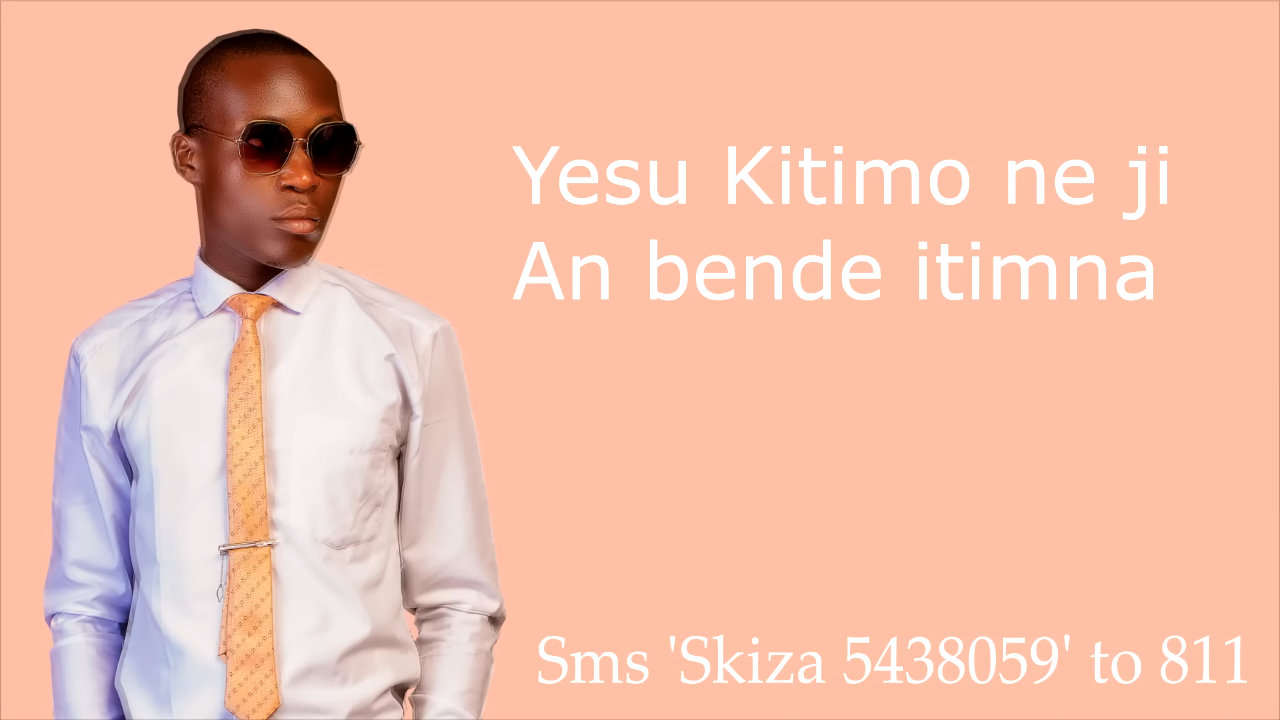 Yesu Kitimo ne ji
An bende itimna
Sms 'Skiza 5438059' to 811